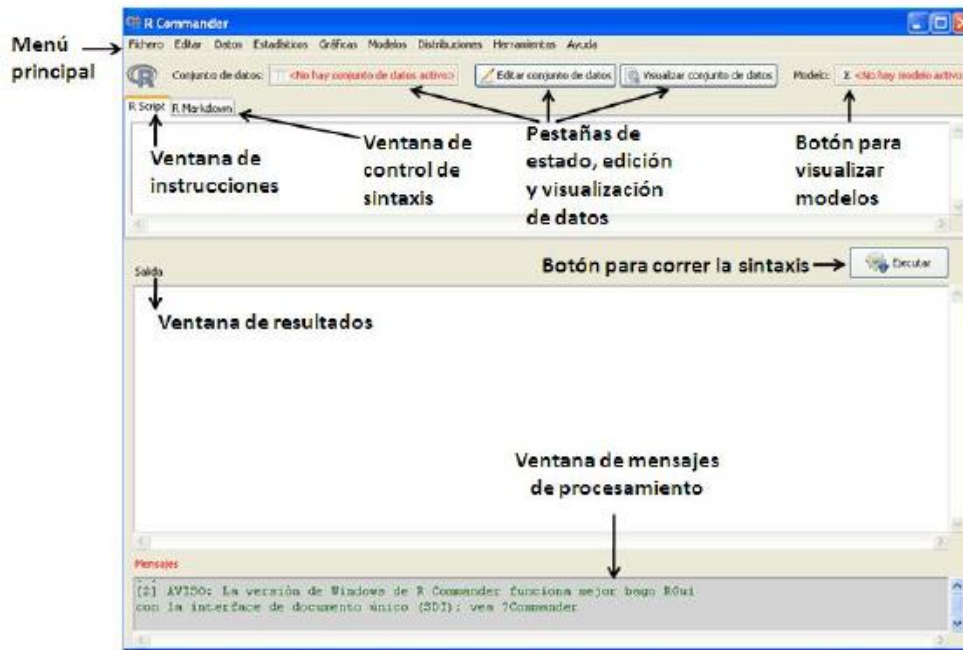 R Commander
Menú
principal
Fichero Editar Datos Estadísticos Gráficas Modelos Distribuciones Herramientas Ayuda
R Conjunto de datos: <No hay conjunto de datos activo> Editar conjunto de datos Visualizar conjunto de datos Modelo: Σ <No hay modelo activo
R Script R Markdown
Ventana de
instrucciones
Ventana de
control de
sintaxis
Pestañas de
estado, edición
y visualización
de datos
Botón para
visualizar
modelos
Botón para correr la sintaxis
Ejecutar
Salida
Ventana de resultados
Ventana de mensajes
de procesamiento
Mensajes
[2] AVISO: La versión de Windows de R Commander funciona mejor bago RGui
con la interface de documento único (SDI); vea ?Commander